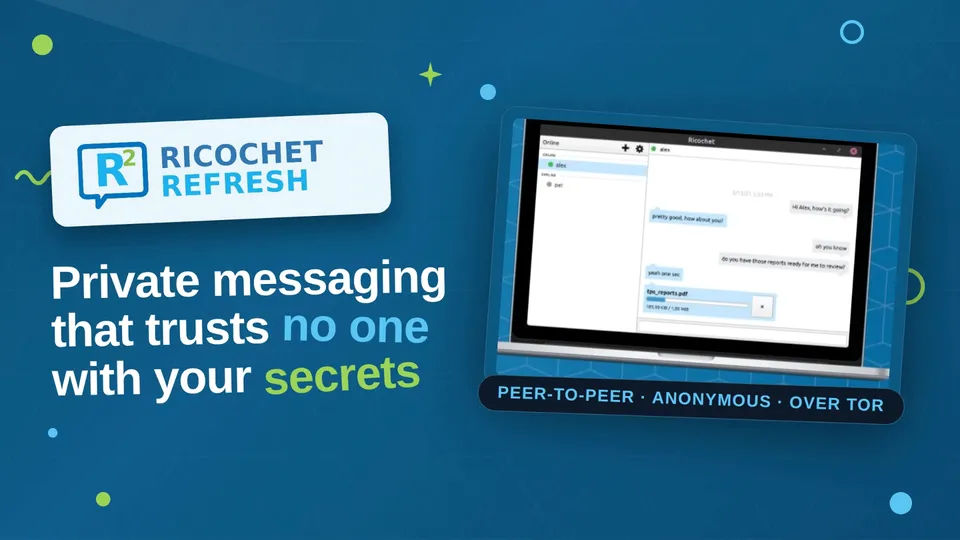 R2
RICOCHET
REFRESH
Private messaging
that trusts no one
with your secrets
Ricochet
Online
alex
alex
pat
Hi Alex, how's it going?
pretty good, how about you?
oh you know
do you have those reports ready for me to review?
yeah one sec
tps_reports.pdf
PEER-TO-PEER · ANONYMOUS · OVER TOR